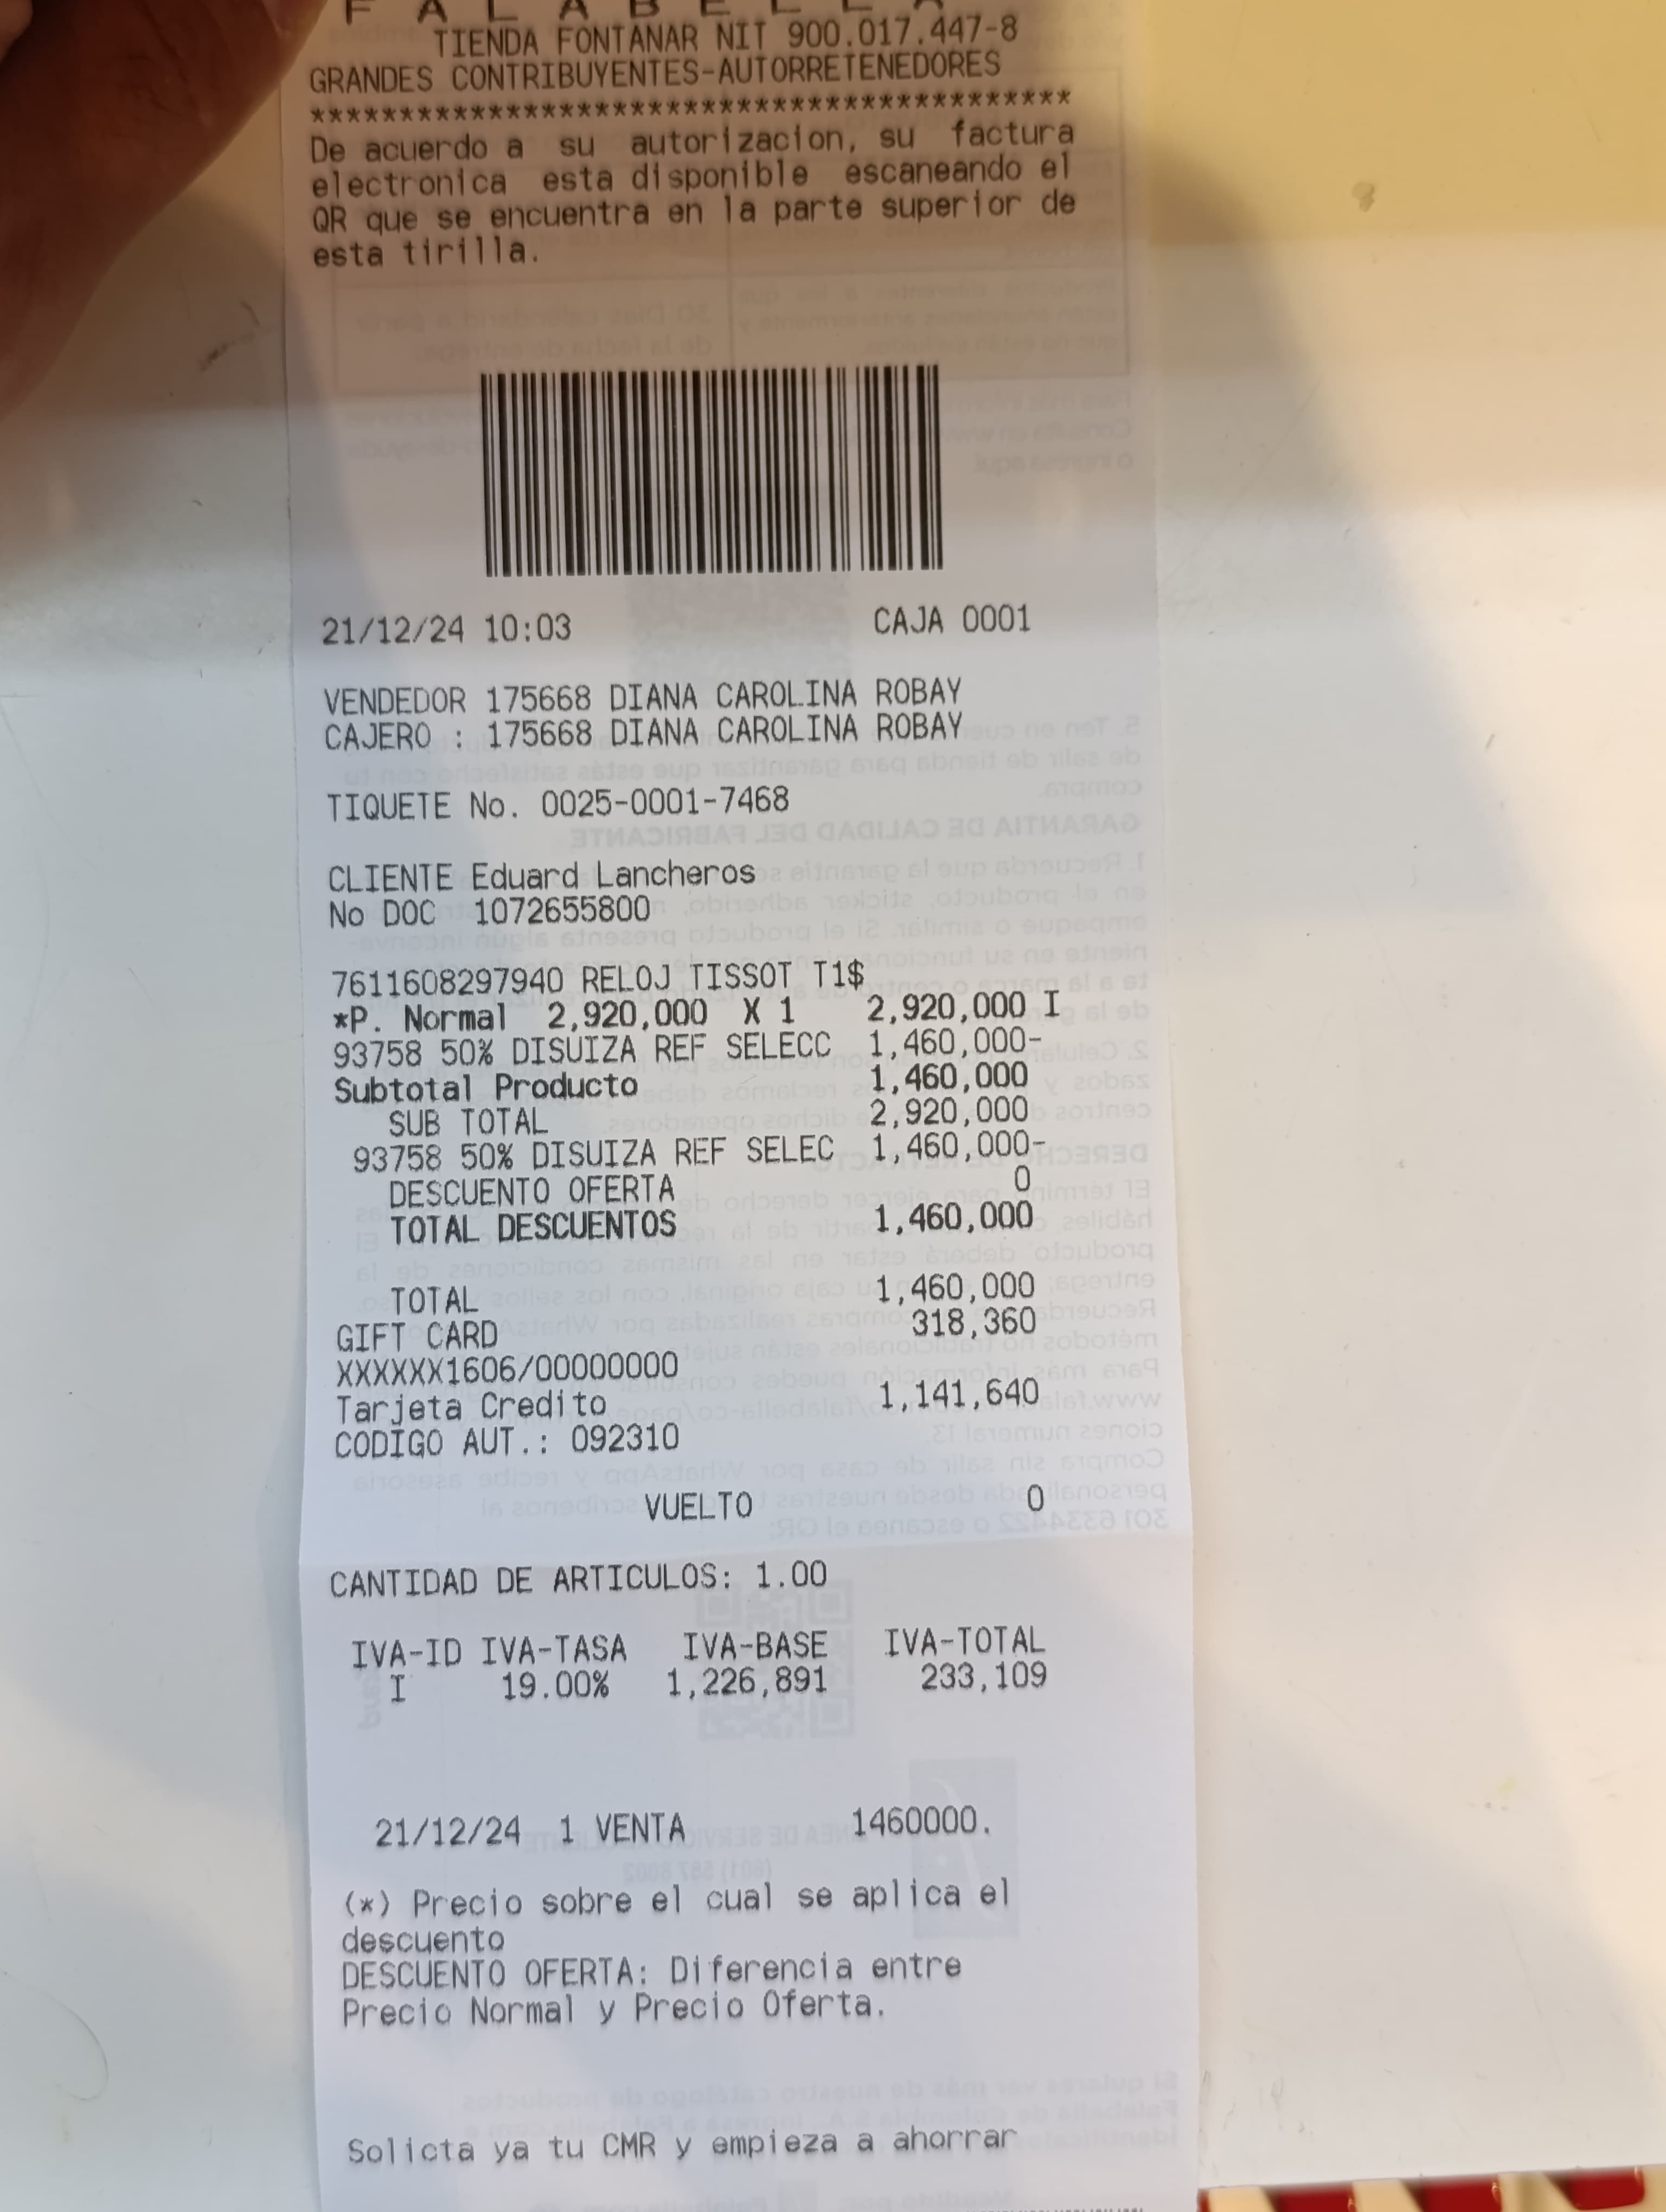 FALABELLA
TIENDA FONTANAR NIT 900.017.447-8
GRANDES CONTRIBUYENTES-AUTORRETENEDORES
*******************************************
De acuerdo a su autorizacion, su factura
electronica esta disponible escaneando el
QR que se encuentra en la parte superior de
esta tirilla.
21/12/24 10:03 CAJA 0001
VENDEDOR 175668 DIANA CAROLINA ROBAY
CAJERO : 175668 DIANA CAROLINA ROBAY
TIQUETE No. 0025-0001-7468
CLIENTE Eduard Lancheros
No DOC 1072655800
7611608297940 RELOJ TISSOT T1$
*P. Normal 2,920,000 X 1 2,920,000 I
93758 50% DISUIZA REF SELECC 1,460,000-
Subtotal Producto 1,460,000
SUB TOTAL 2,920,000
93758 50% DISUIZA REF SELEC 1,460,000-
DESCUENTO OFERTA 0
TOTAL DESCUENTOS 1,460,000
TOTAL 1,460,000
GIFT CARD 318,360
XXXXXX1606/00000000
Tarjeta Credito 1,141,640
CODIGO AUT.: 092310
VUELTO 0
CANTIDAD DE ARTICULOS: 1.00
IVA-ID IVA-TASA IVA-BASE IVA-TOTAL
I 19.00% 1,226,891 233,109
21/12/24 1 VENTA 1460000.
(*) Precio sobre el cual se aplica el
descuento
DESCUENTO OFERTA: Diferencia entre
Precio Normal y Precio Oferta.
Solicta ya tu CMR y empieza a ahorrar